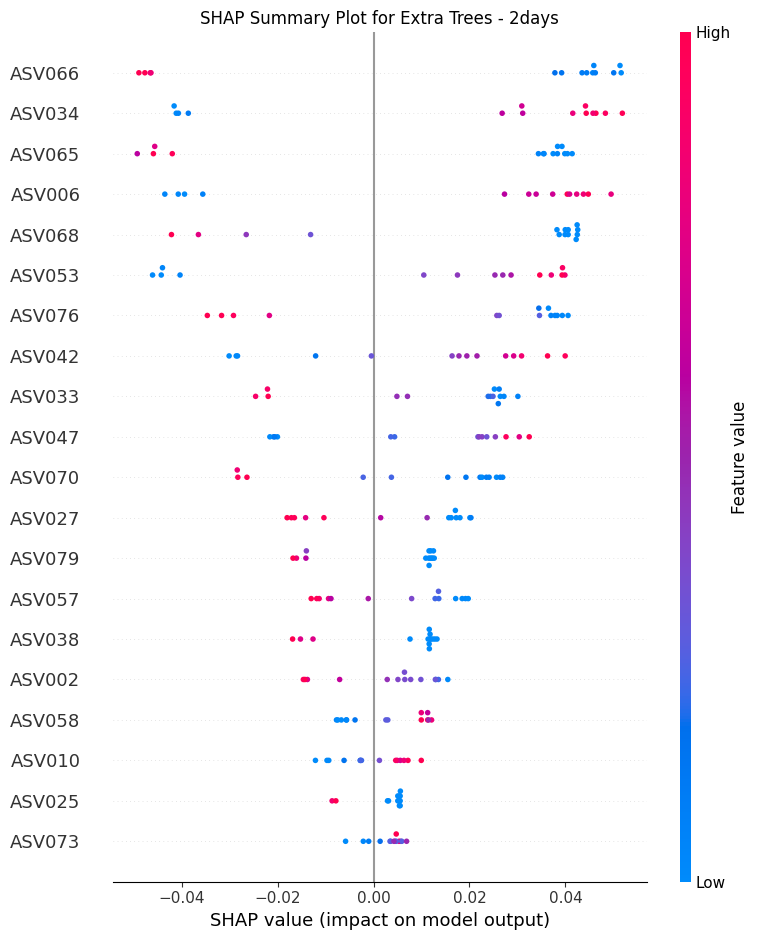 SHAP Summary Plot for Extra Trees - 2days
High
ASV066
ASV034
ASV065
ASV006
ASV068
ASV053
ASV076
ASV042
ASV033
ASV047
ASV070
ASV027
ASV079
ASV057
ASV038
ASV002
ASV058
ASV010
ASV025
ASV073
Feature value
Low
−0.04 −0.02 0.00 0.02 0.04
SHAP value (impact on model output)